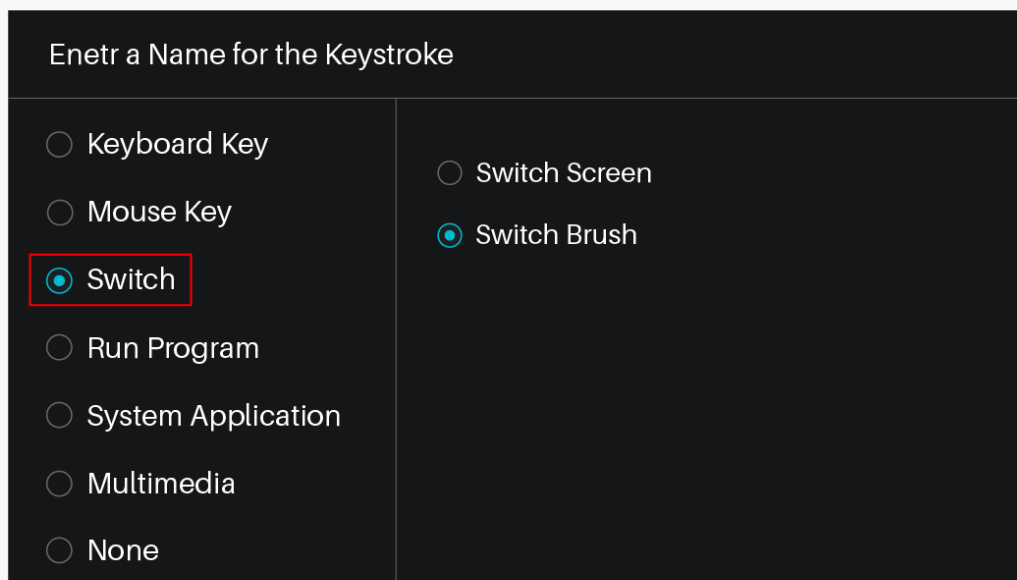 Enetr a Name for the Keystroke
Keyboard Key
Mouse Key
Switch
Run Program
System Application
Multimedia
None
Switch Screen
Switch Brush